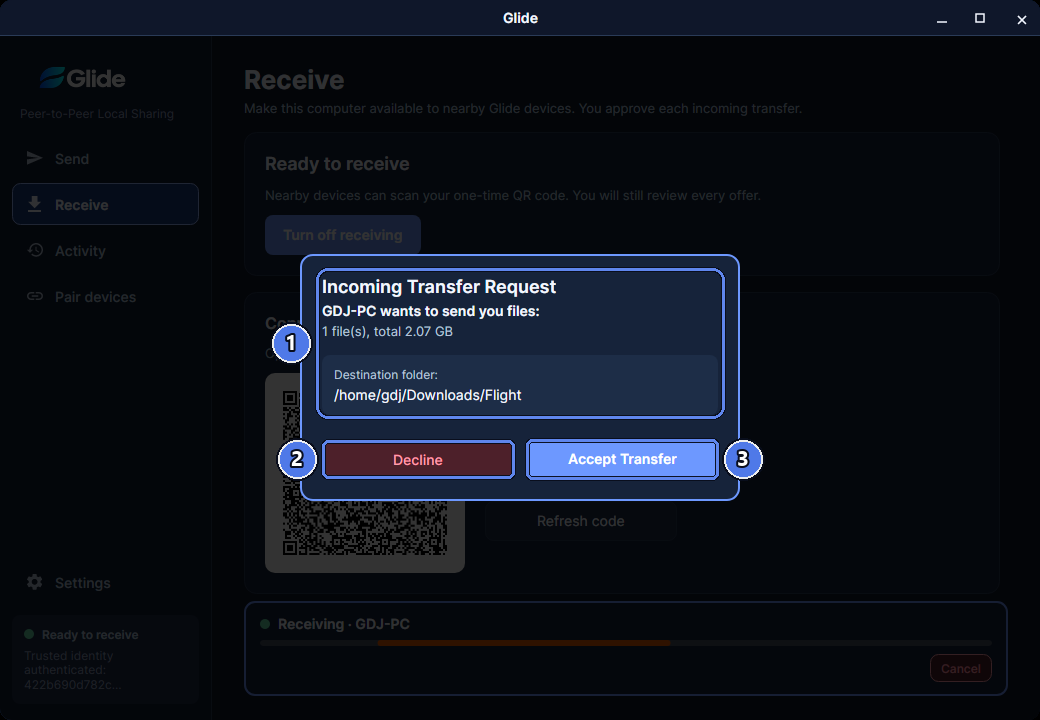 Glide
Glide
Peer-to-Peer Local Sharing
Send
Receive
Activity
Pair devices
Settings
Ready to receive
Trusted identity
authenticated:
422b690d782c...
Receive
Make this computer available to nearby Glide devices. You approve each incoming transfer.
Ready to receive
Nearby devices can scan your one-time QR code. You will still review every offer.
Turn off receiving
Incoming Transfer Request
GDJ-PC wants to send you files:
1 file(s), total 2.07 GB
1
Destination folder:
/home/gdj/Downloads/Flight
2
Decline
Accept Transfer
3
Refresh code
Receiving · GDJ-PC
Cancel